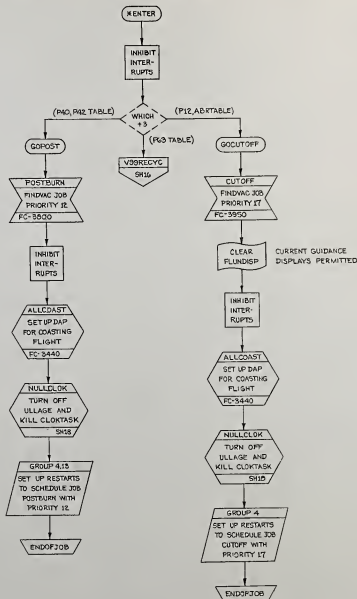 *ENTER
INHIBIT
INTER-
RUPTS
(P40, P42 TABLE)
WHICH
+3
(P12, ABRTABLE)
(P63 TABLE)
GOPOST
V99RECYC
SH16
GOCUTOFF
POSTBURN
FINDVAC JOB
PRIORITY 12
FC-3800
CUTOFF
FINDVAC JOB
PRIORITY 17
FC-3950
INHIBIT
INTER-
RUPTS
CLEAR
FLUNDISP
CURRENT GUIDANCE
DISPLAYS PERMITTED
INHIBIT
INTER-
RUPTS
ALLCOAST
SET UP DAP
FOR COASTING
FLIGHT
FC-3440
ALLCOAST
SET UP DAP
FOR COASTING
FLIGHT
FC-3440
NULLCLOK
TURN OFF
ULLAGE AND
KILL CLOKTASK
SH18
NULLCLOK
TURN OFF
ULLAGE AND
KILL CLOKTASK
SH18
GROUP 4.13
SET UP RESTARTS
TO SCHEDULE JOB
POSTBURN WITH
PRIORITY 12
GROUP 4
SET UP RESTARTS
TO SCHEDULE JOB
CUTOFF WITH
PRIORITY 17
ENDOFJOB
ENDOFJOB